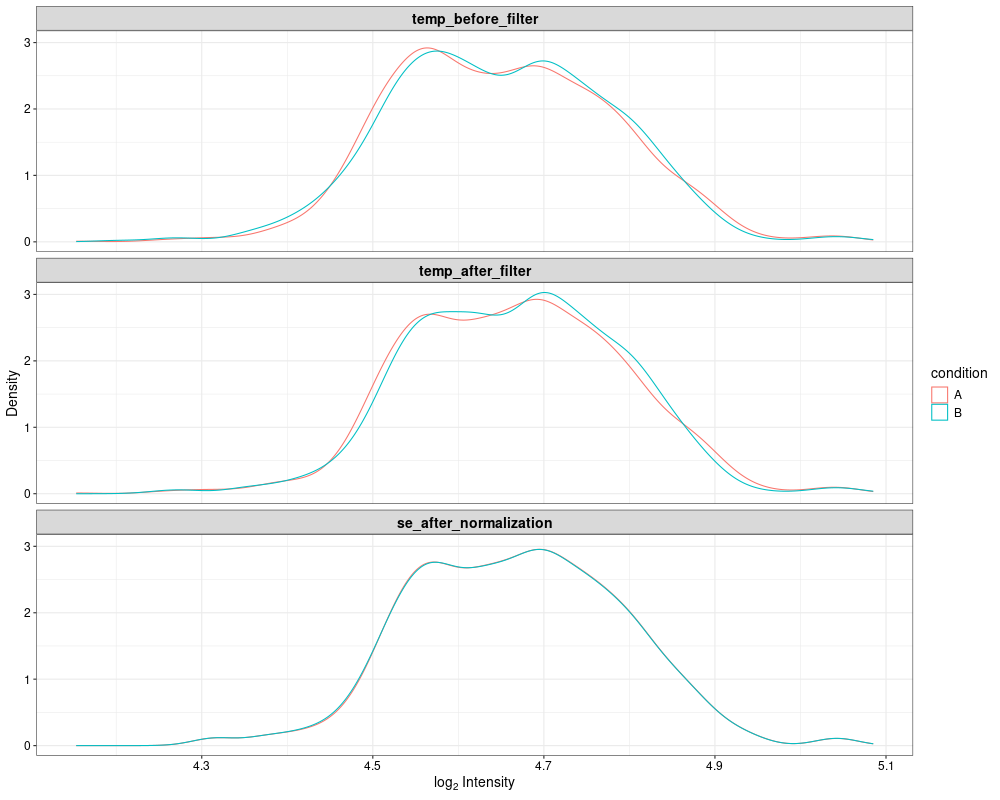 temp_before_filter
3
2
1
0
temp_after_filter
3
2
1
0
Density
condition
A
B
se_after_normalization
3
2
1
0
4.3 4.5 4.7 4.9 5.1
log₂ Intensity